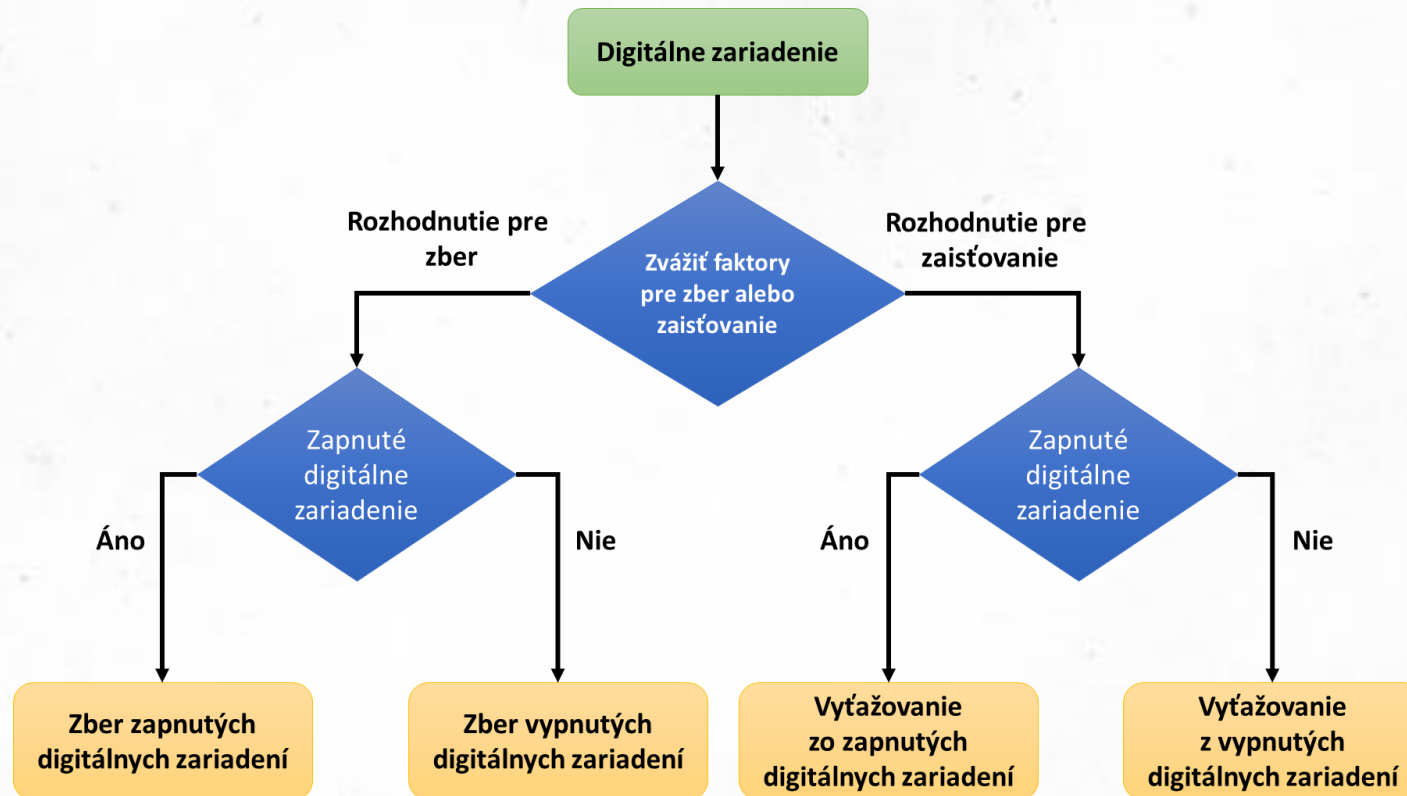 Digitálne zariadenie
Rozhodnutie pre
zber
Zvážiť faktory
pre zber alebo
zaisťovanie
Rozhodnutie pre
zaisťovanie
Zapnuté
digitálne
zariadenie
Zapnuté
digitálne
zariadenie
Áno
Nie
Áno
Nie
Zber zapnutých
digitálnych zariadení
Zber vypnutých
digitálnych zariadení
Vyťažovanie
zo zapnutých
digitálnych zariadení
Vyťažovanie
z vypnutých
digitálnych zariadení